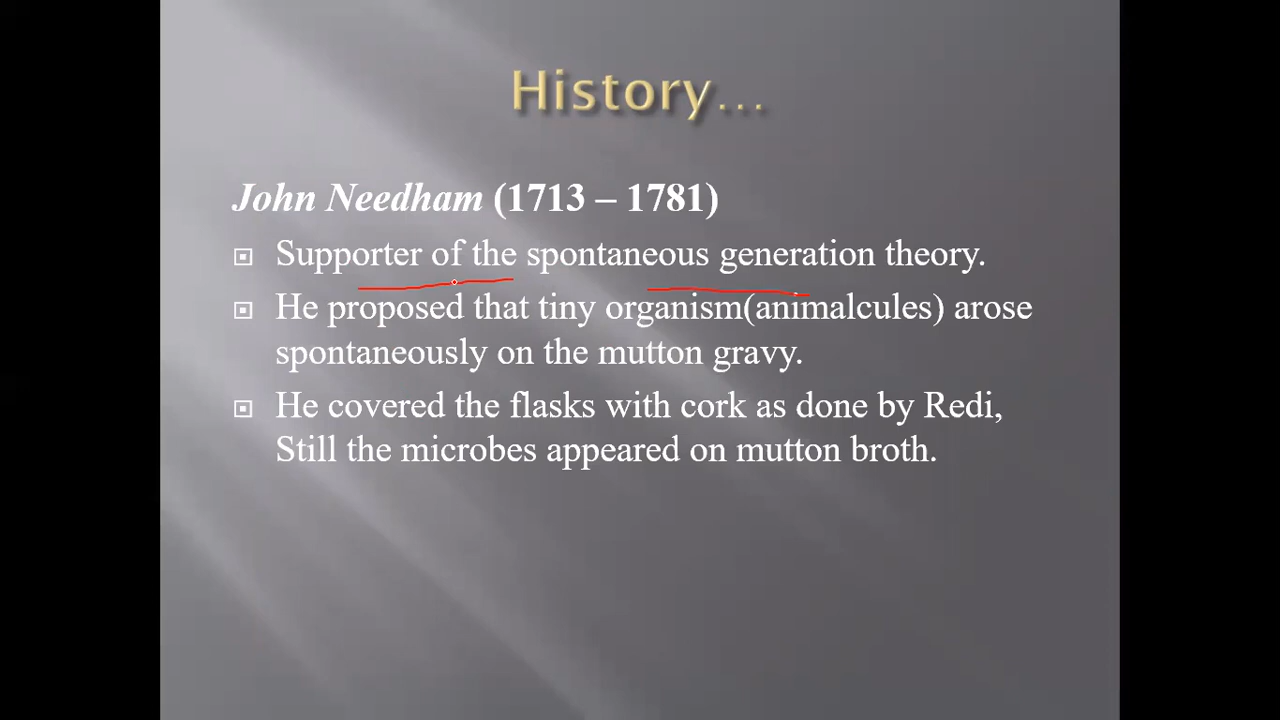 History...
John Needham (1713 – 1781)
Supporter of the spontaneous generation theory.
He proposed that tiny organism(animalcules) arose
spontaneously on the mutton gravy.
He covered the flasks with cork as done by Redi,
Still the microbes appeared on mutton broth.